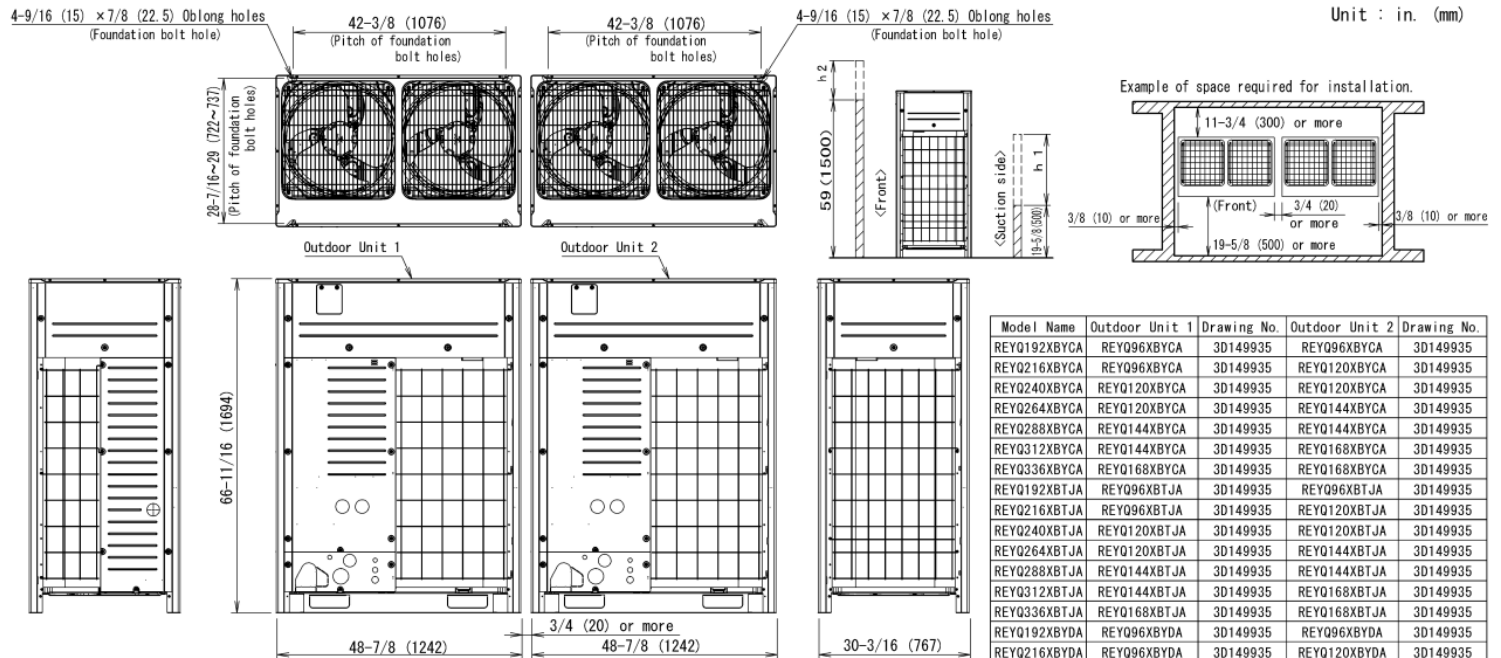 4-9/16 (15) ×7/8 (22.5) Oblong holes
(Foundation bolt hole)
42-3/8 (1076)
(Pitch of foundation
bolt holes)
42-3/8 (1076)
(Pitch of foundation
bolt holes)
4-9/16 (15) ×7/8 (22.5) Oblong holes
(Foundation bolt hole)
Unit : in. (mm)
28-7/16~29 (722~737)
(Pitch of foundation
bolt holes)
h 2
59 (1500)
<Front>
<Suction side>
h 1
19-5/8(500)
Example of space required for installation.
11-3/4 (300) or more
(Front)
3/4 (20)
or more
3/8 (10) or more
3/8 (10) or more
19-5/8 (500) or more
Outdoor Unit 1
Outdoor Unit 2
66-11/16 (1694)
3/4 (20) or more
48-7/8 (1242)
48-7/8 (1242)
30-3/16 (767)
Model Name Outdoor Unit 1 Drawing No. Outdoor Unit 2 Drawing No.
REYQ192XBYCA REYQ96XBYCA 3D149935 REYQ96XBYCA 3D149935
REYQ216XBYCA REYQ96XBYCA 3D149935 REYQ120XBYCA 3D149935
REYQ240XBYCA REYQ120XBYCA 3D149935 REYQ120XBYCA 3D149935
REYQ264XBYCA REYQ120XBYCA 3D149935 REYQ144XBYCA 3D149935
REYQ288XBYCA REYQ144XBYCA 3D149935 REYQ144XBYCA 3D149935
REYQ312XBYCA REYQ144XBYCA 3D149935 REYQ168XBYCA 3D149935
REYQ336XBYCA REYQ168XBYCA 3D149935 REYQ168XBYCA 3D149935
REYQ192XBTJA REYQ96XBTJA 3D149935 REYQ96XBTJA 3D149935
REYQ216XBTJA REYQ96XBTJA 3D149935 REYQ120XBTJA 3D149935
REYQ240XBTJA REYQ120XBTJA 3D149935 REYQ120XBTJA 3D149935
REYQ264XBTJA REYQ120XBTJA 3D149935 REYQ144XBTJA 3D149935
REYQ288XBTJA REYQ144XBTJA 3D149935 REYQ144XBTJA 3D149935
REYQ312XBTJA REYQ144XBTJA 3D149935 REYQ168XBTJA 3D149935
REYQ336XBTJA REYQ168XBTJA 3D149935 REYQ168XBTJA 3D149935
REYQ192XBYDA REYQ96XBYDA 3D149935 REYQ96XBYDA 3D149935
REYQ216XBYDA REYQ96XBYDA 3D149935 REYQ120XBYDA 3D149935